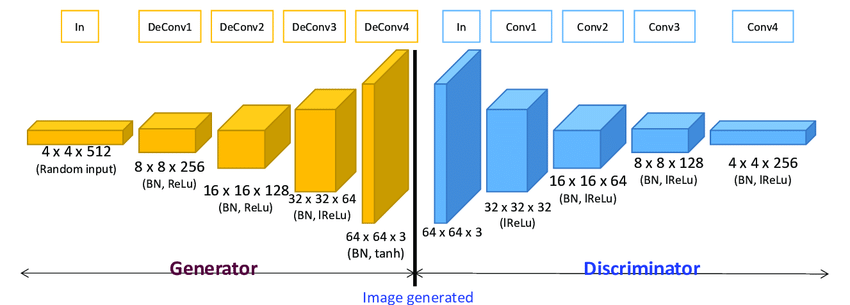 In
DeConv1
DeConv2
DeConv3
DeConv4
In
Conv1
Conv2
Conv3
Conv4
4 x 4 x 512
(Random input)
8 x 8 x 256
(BN, ReLu)
16 x 16 x 128
(BN, ReLu)
32 x 32 x 64
(BN, lReLu)
64 x 64 x 3
(BN, tanh)
64 x 64 x 3
32 x 32 x 32
(lReLu)
16 x 16 x 64
(BN, lReLu)
8 x 8 x 128
(BN, lReLu)
4 x 4 x 256
(BN, lReLu)
Generator
Discriminator
Image generated